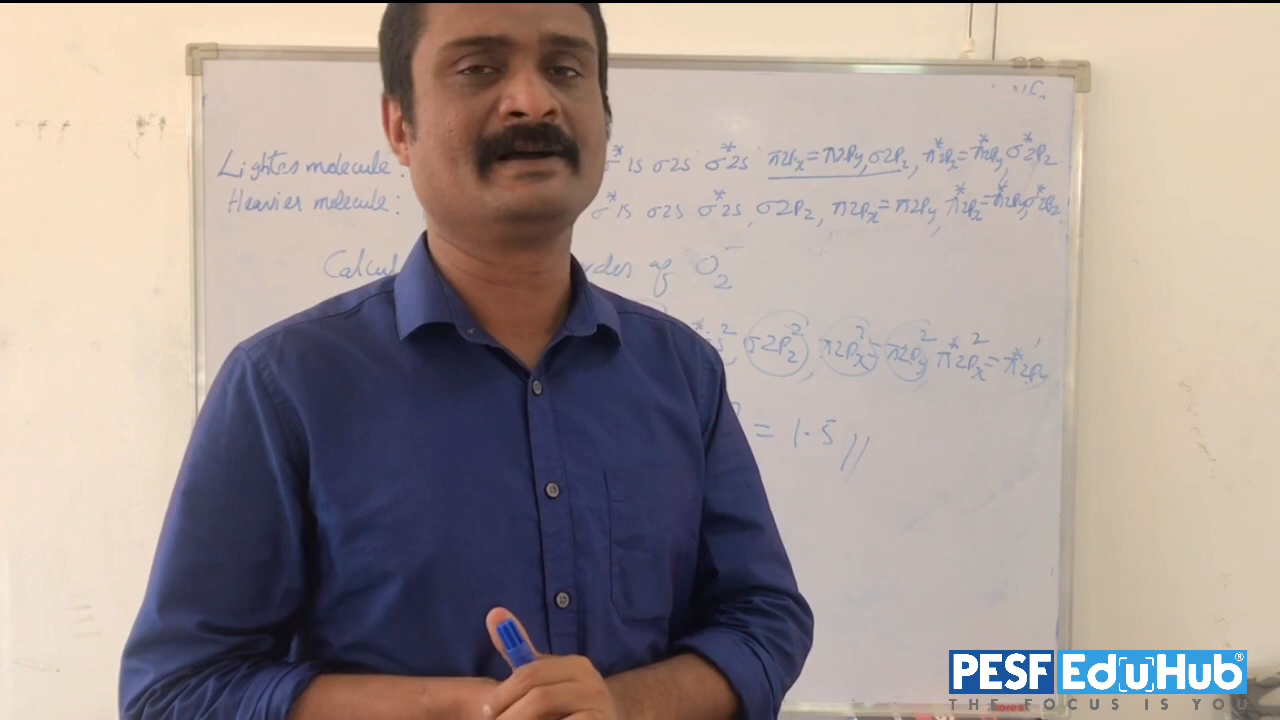 Lighter molecule: σ* 1s σ2s σ*2s π2Px = π2Py, σ2Pz, π*2Px = π*2Py, σ*2Pz
Heavier molecule: σ*1s σ2s σ*2s, σ2Pz, π2Px = π2Py, π*2Px = π*2Py, σ*2Pz
Calcul rder of O2⁻
σ2Pz², π2Px² = π2Py² π*2Px² = π*2Py
= 1.5 //
PESF EduHub®
THE FOCUS IS YOU